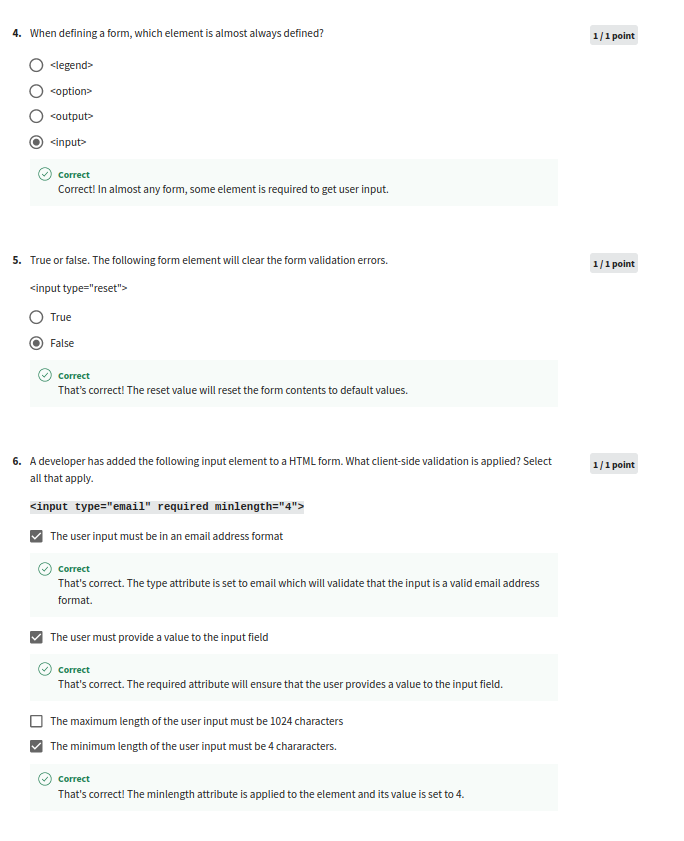 4. When defining a form, which element is almost always defined?
1 / 1 point
<legend>
<option>
<output>
<input>
Correct
Correct! In almost any form, some element is required to get user input.
5. True or false. The following form element will clear the form validation errors.
1 / 1 point
<input type="reset">
True
False
Correct
That's correct! The reset value will reset the form contents to default values.
6. A developer has added the following input element to a HTML form. What client-side validation is applied? Select
all that apply.
1 / 1 point
<input type="email" required minlength="4">
The user input must be in an email address format
Correct
That's correct. The type attribute is set to email which will validate that the input is a valid email address
format.
The user must provide a value to the input field
Correct
That's correct. The required attribute will ensure that the user provides a value to the input field.
The maximum length of the user input must be 1024 characters
The minimum length of the user input must be 4 chararacters.
Correct
That's correct! The minlength attribute is applied to the element and its value is set to 4.